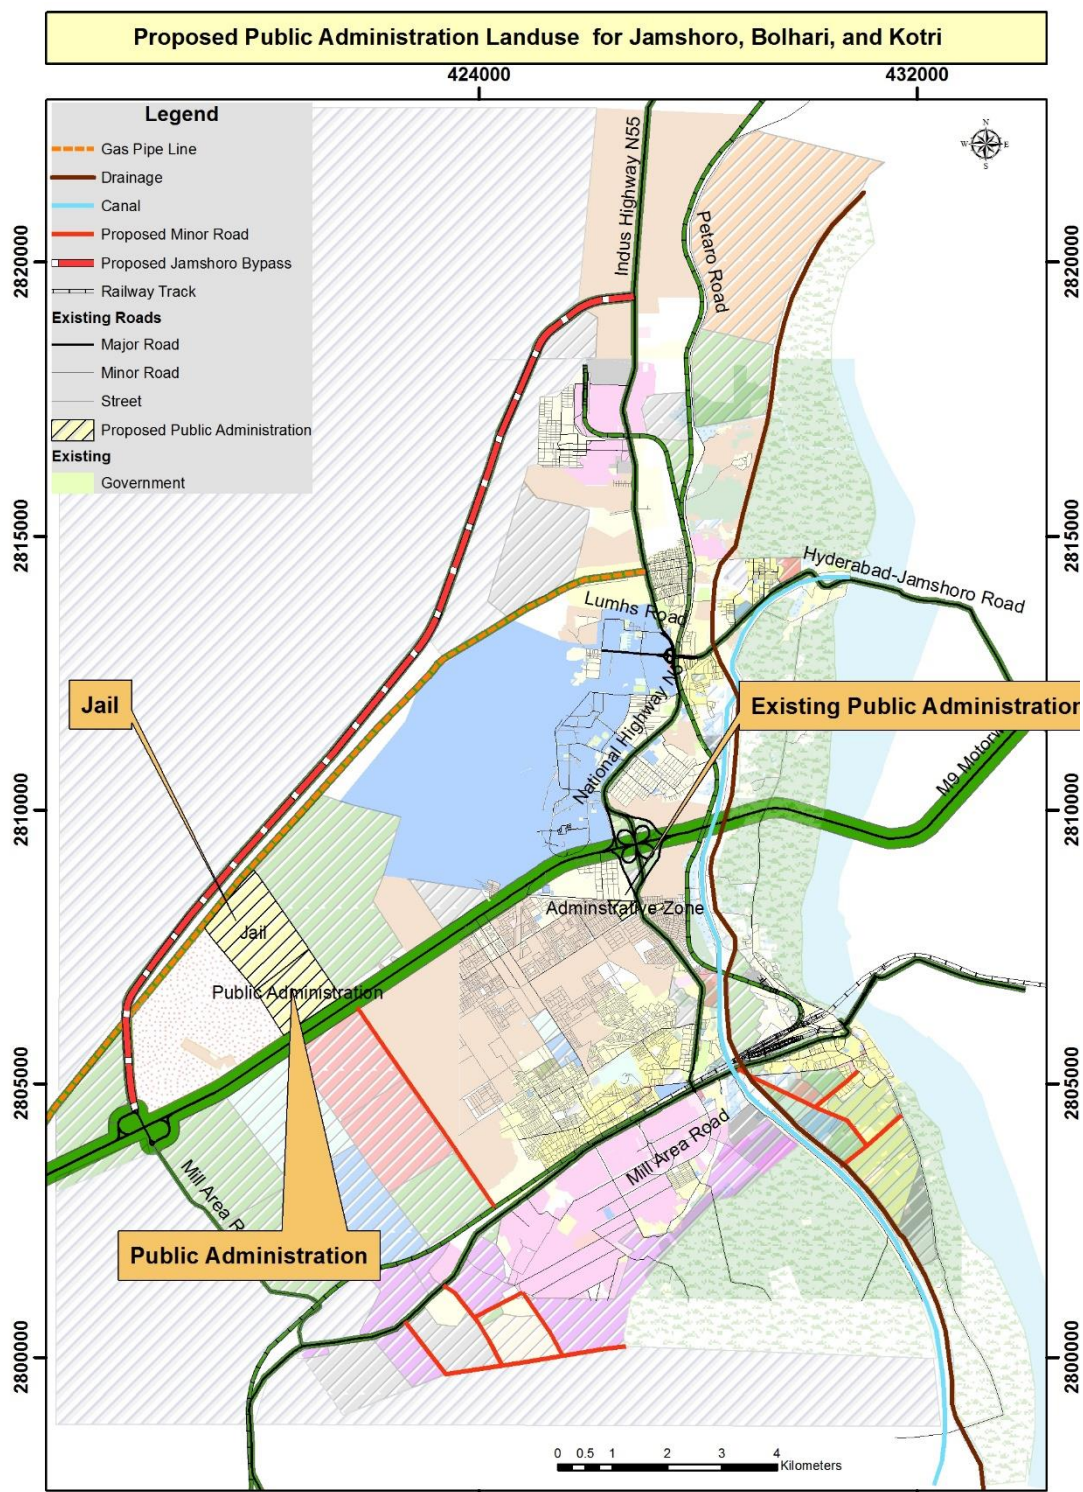 Proposed Public Administration Landuse for Jamshoro, Bolhari, and Kotri
424000
432000
Legend
Gas Pipe Line
Drainage
Canal
Proposed Minor Road
Proposed Jamshoro Bypass
Railway Track
Existing Roads
Major Road
Minor Road
Street
Proposed Public Administration
Existing
Government
N
W
E
S
Indus Highway N55
Petaro Road
2820000
2820000
2815000
2815000
Hyderabad-Jamshoro Road
Lumhs Road
Jail
Existing Public Administration
National Highway N5
M9 Motorw
2810000
2810000
Adminstrative Zone
Jail
Public Administration
2805000
2805000
Mill Area Road
Mill Area R
Public Administration
2800000
2800000
0 0.5 1 2 3 4
Kilometers